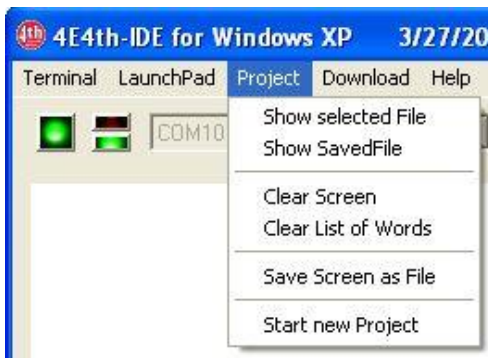 4th 4E4th-IDE for Windows XP 3/27/20
Terminal LaunchPad Project Download Help
COM10
Show selected File
Show SavedFile
Clear Screen
Clear List of Words
Save Screen as File
Start new Project